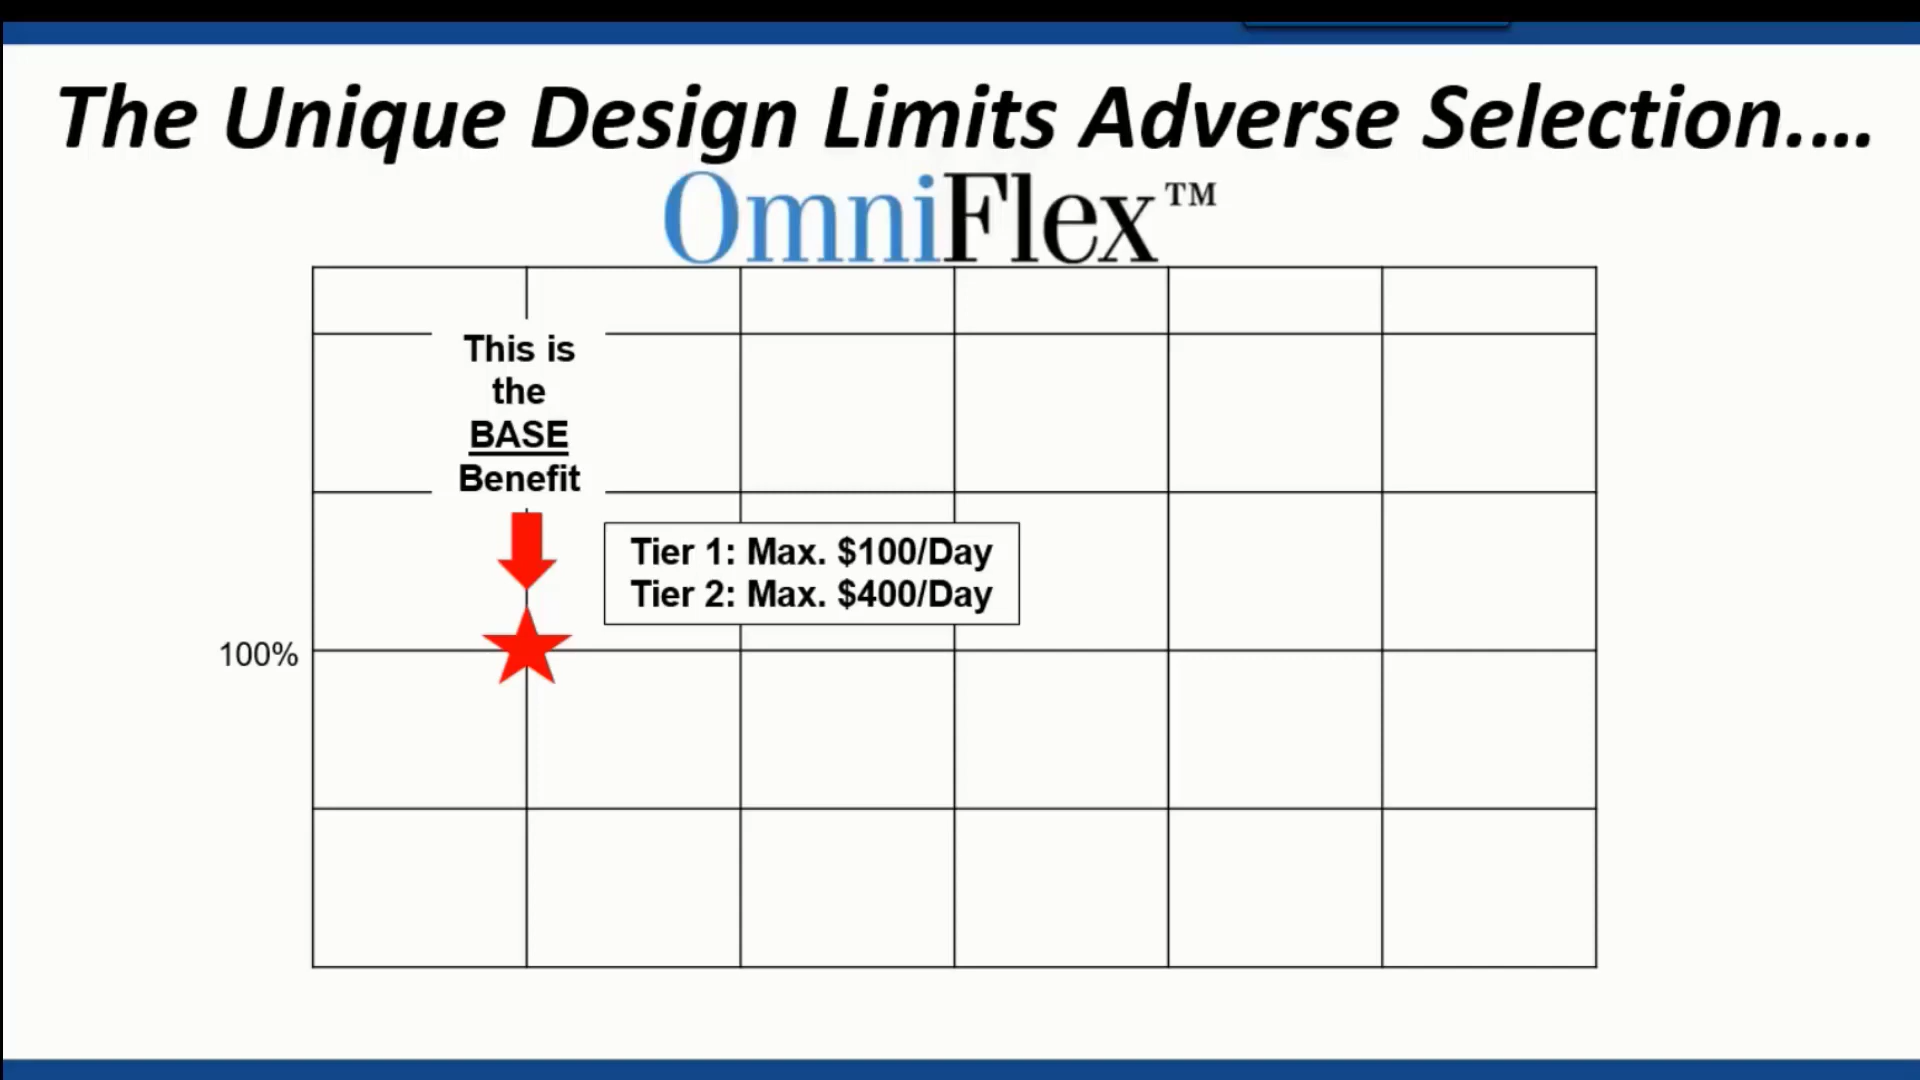 The Unique Design Limits Adverse Selection.…
OmniFlex™
This is
the
BASE
Benefit
Tier 1: Max. $100/Day
Tier 2: Max. $400/Day
100%